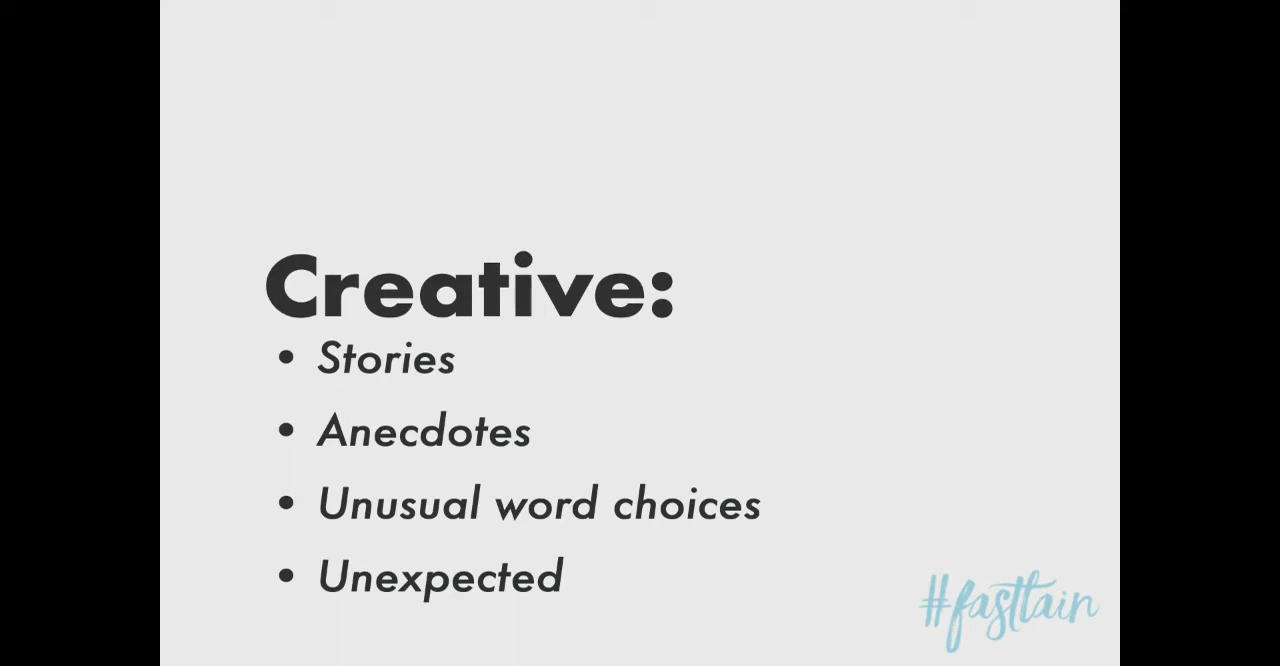 Creative:
• Stories
• Anecdotes
• Unusual word choices
• Unexpected
#fasttain